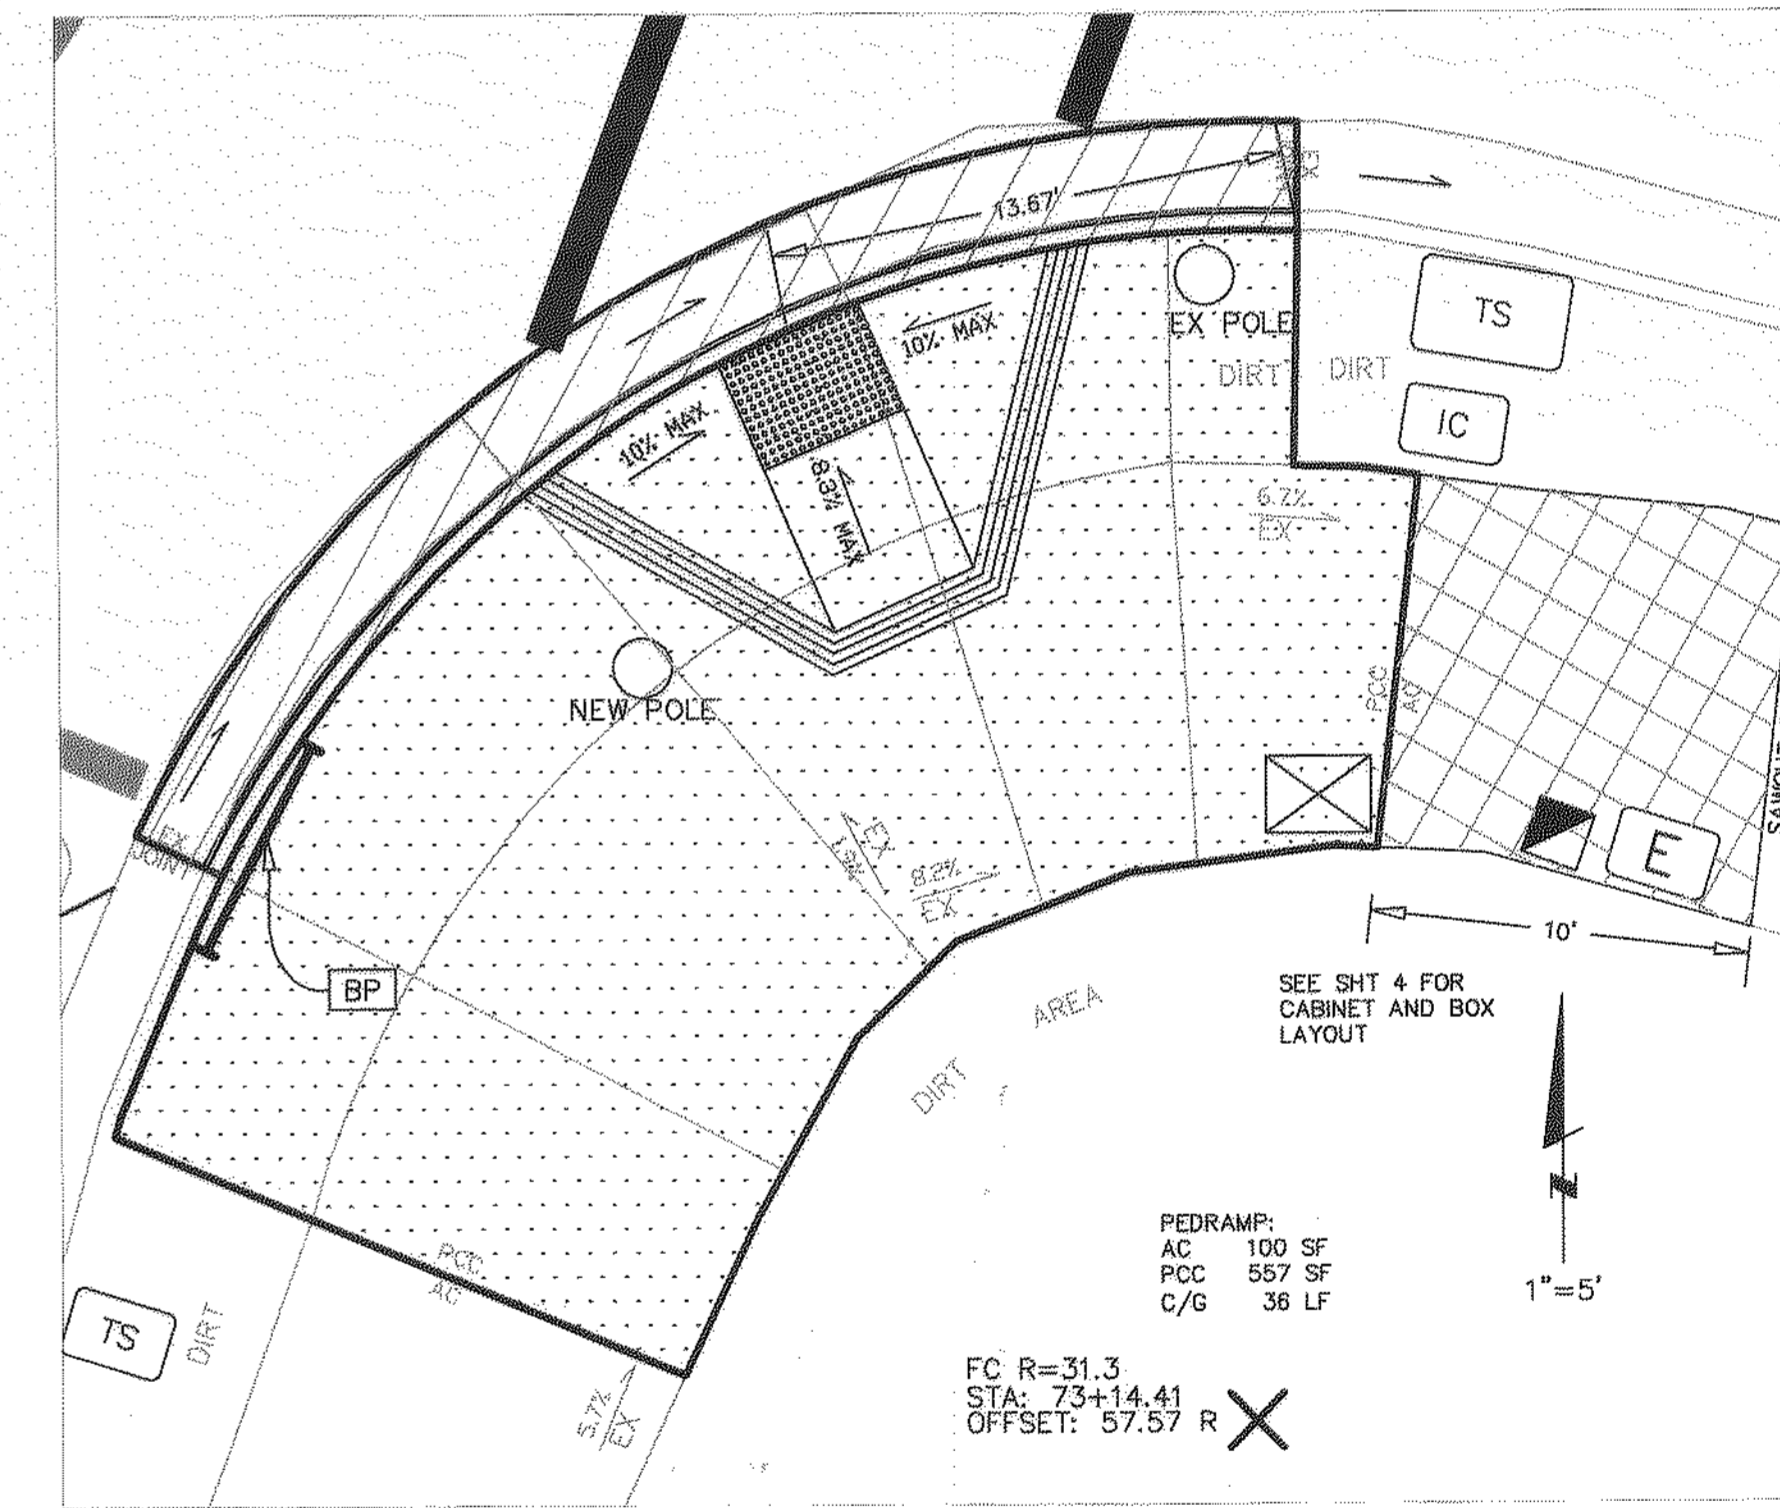 13.67'
EX
TS
10% MAX
EX POLE
DIRT
DIRT
IC
10% MAX
8.3% MAX
6.7%
EX
NEW POLE
PCC
AC
EX
JOINT
EX
1.9%
8.2%
EX
E
BP
10'
AREA
SEE SHT 4 FOR
CABINET AND BOX
LAYOUT
DIRT
N
PEDRAMP:
AC 100 SF
PCC 557 SF
C/G 36 LF
1"=5'
PCC
AC
TS
DIRT
FC R=31.3
STA: 73+14.41
OFFSET: 57.57 R
5.7%
EX